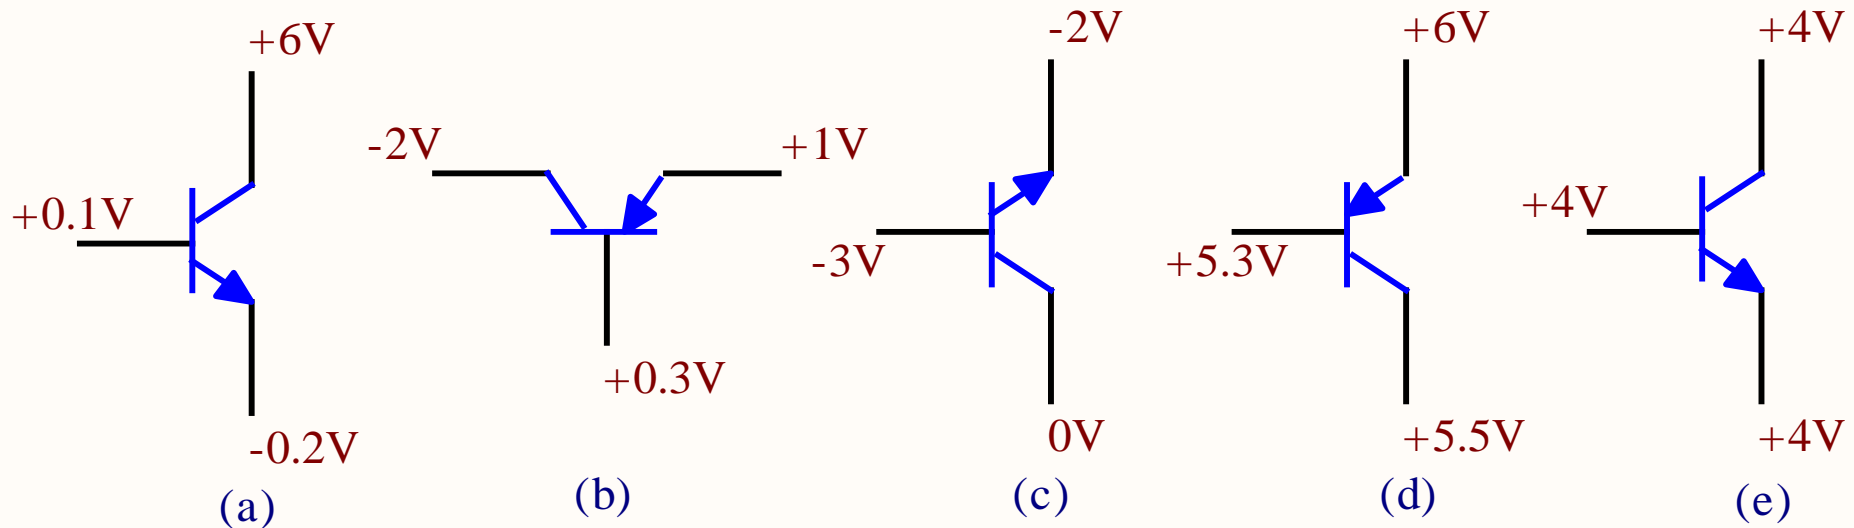 +6V
+0.1V
-0.2V
(a)
-2V
+1V
+0.3V
(b)
-2V
-3V
0V
(c)
+6V
+5.3V
+5.5V
(d)
+4V
+4V
+4V
(e)